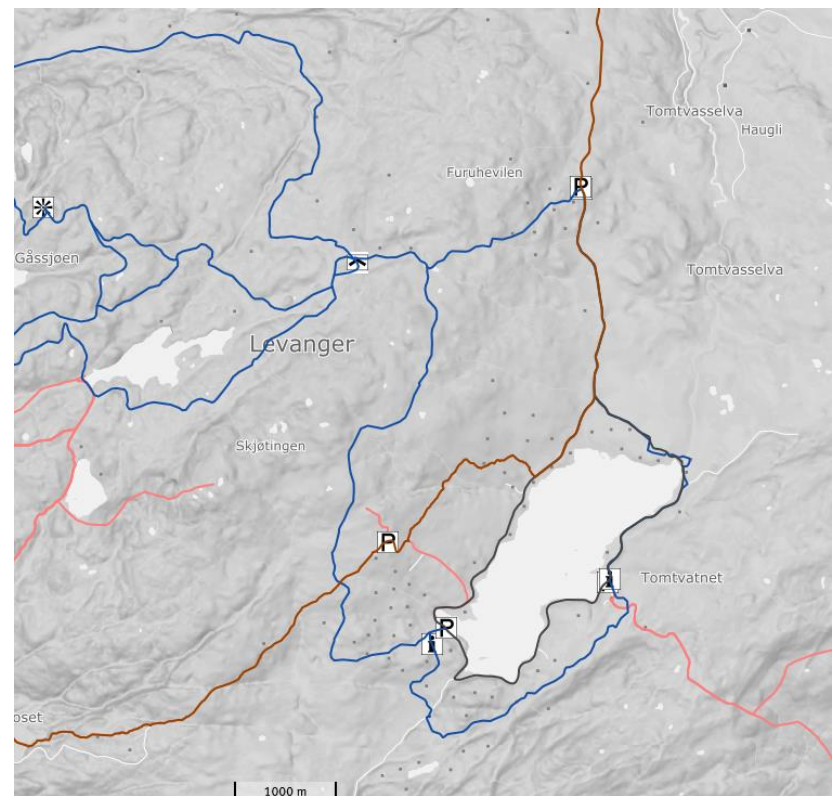 Tomtvasselva
Haugli
Furuhevilen
P
Gåssjøen
Tomtvasselva
Levanger
Skjøtingen
P
i
Tomtvatnet
P
i
oset
1000 m